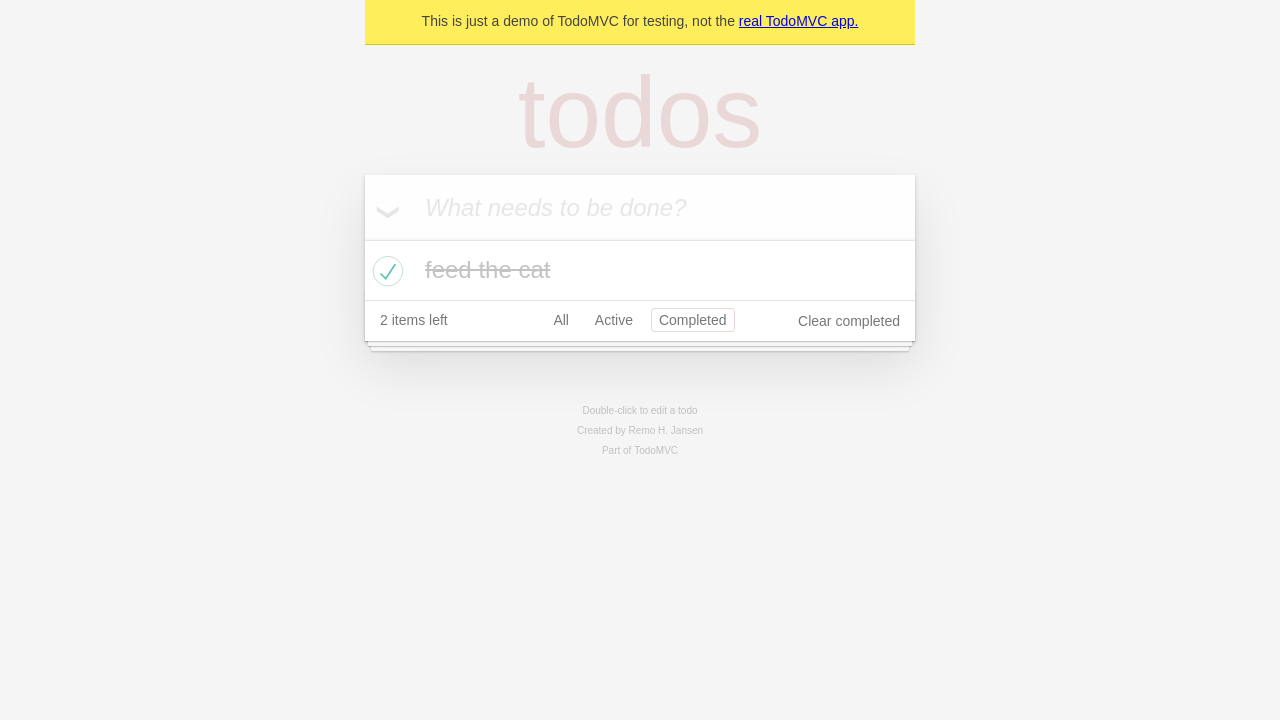 This is just a demo of TodoMVC for testing, not the real TodoMVC app.
todos
What needs to be done?
feed the cat
2 items left All Active Completed Clear completed
Double-click to edit a todo
Created by Remo H. Jansen
Part of TodoMVC